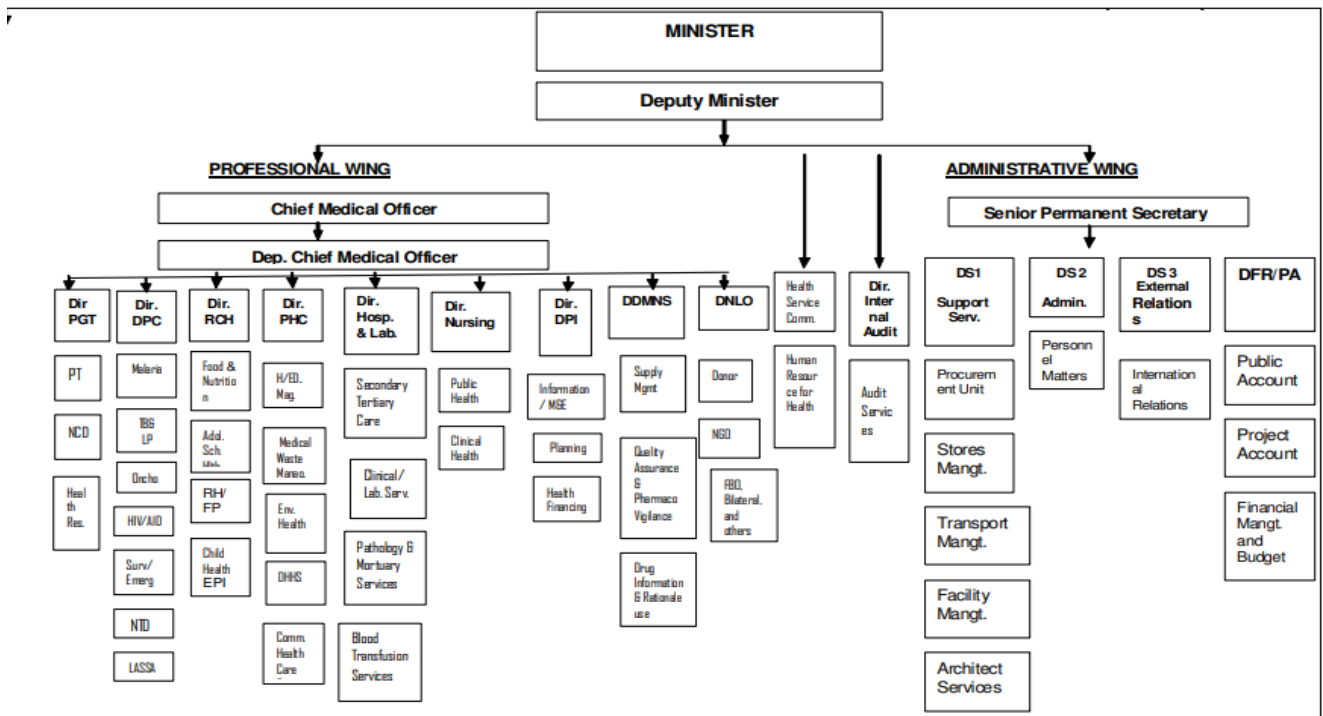 MINISTER
Deputy Minister
PROFESSIONAL WING
ADMINISTRATIVE WING
Chief Medical Officer
Senior Permanent Secretary
Dep. Chief Medical Officer
Dir
PGT
Dir.
DPC
Dir.
RCH
Dir.
PHC
Dir.
Hosp.
& Lab.
Dir.
Nursing
Dir.
DPI
DDMNS
DNLO
Health
Service
Comm.
Dir.
Inter
nal
Audit
DS1
Support
Serv.
DS 2
Admin.
DS 3
External
Relation
s
DFR/PA
PT
NCD
Heal
th
Res.
Malaria
TB&
LP
Oncho
HIV/AID
Surv/
Emerg
NTD
LASSA
Food &
Nutritio
n
Adol.
Sch
RH/
FP
Child
Health
EPI
H/ED.
Mag.
Medical
Waste
Env.
Health
DHHS
Comm.
Health
Care
Secondary
Tertiary
Care
Clinical/
Lab. Serv.
Pathology &
Mortuary
Services
Blood
Transfusion
Services
Public
Health
Clinical
Health
Information
/ M&E
Planning
Health
Financing
Supply
Mgmt
Quality
Assurance
&
Pharmaco
Vigilance
Drug
Information
& Rationale
use
Donor
NGO
FBO,
Bilateral,
and
others
Human
Resour
ce for
Health
Audit
Servic
es
Procurem
ent Unit
Stores
Mangt.
Transport
Mangt.
Facility
Mangt.
Architect
Services
Personn
el
Matters
Internation
al
Relations
Public
Account
Project
Account
Financial
Mangt.
and
Budget